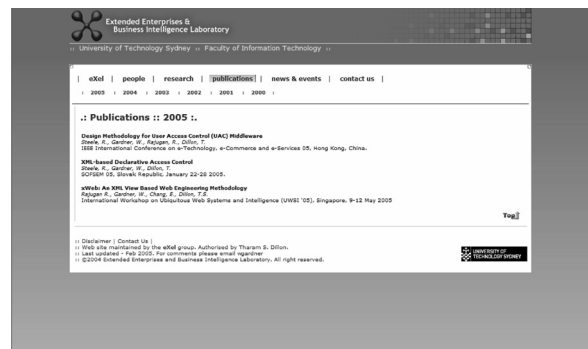 Extended Enterprises &
Business Intelligence Laboratory
:: University of Technology Sydney :: Faculty of Information Technology ::
| eXel | people | research | publications | news & events | contact us |
: 2005 : 2004 : 2003 : 2002 : 2001 : 2000 :
.: Publications :: 2005 :.
Design Methodology for User Access Control (UAC) Middleware
Steele, R., Gardner, W., Rajugan, R., Dillon, T.
IEEE International Conference on e-Technology, e-Commerce and e-Services 05, Hong Kong, China.
XML-based Declarative Access Control
Steele, R., Gardner, W., Dillon, T.
SOFSEM 05, Slovak Republic, January 22-28 2005.
xWeb: An XML View Based Web Engineering Methodology
Rajugan R., Gardner, W., Chang, E., Dillon, T.S.
International Workshop on Ubiquitous Web Systems and Intelligence (UWSI '05), Singapore, 9-12 May 2005
Top
:: Disclaimer | Contact Us |
:: Web site maintained by the eXel group. Authorised by Tharam S. Dillon.
:: Last updated - Feb 2005. For comments please email ngardner
:: ©2004 Extended Enterprises and Business Intelligence Laboratory. All right reserved.
UNIVERSITY OF
TECHNOLOGY SYDNEY